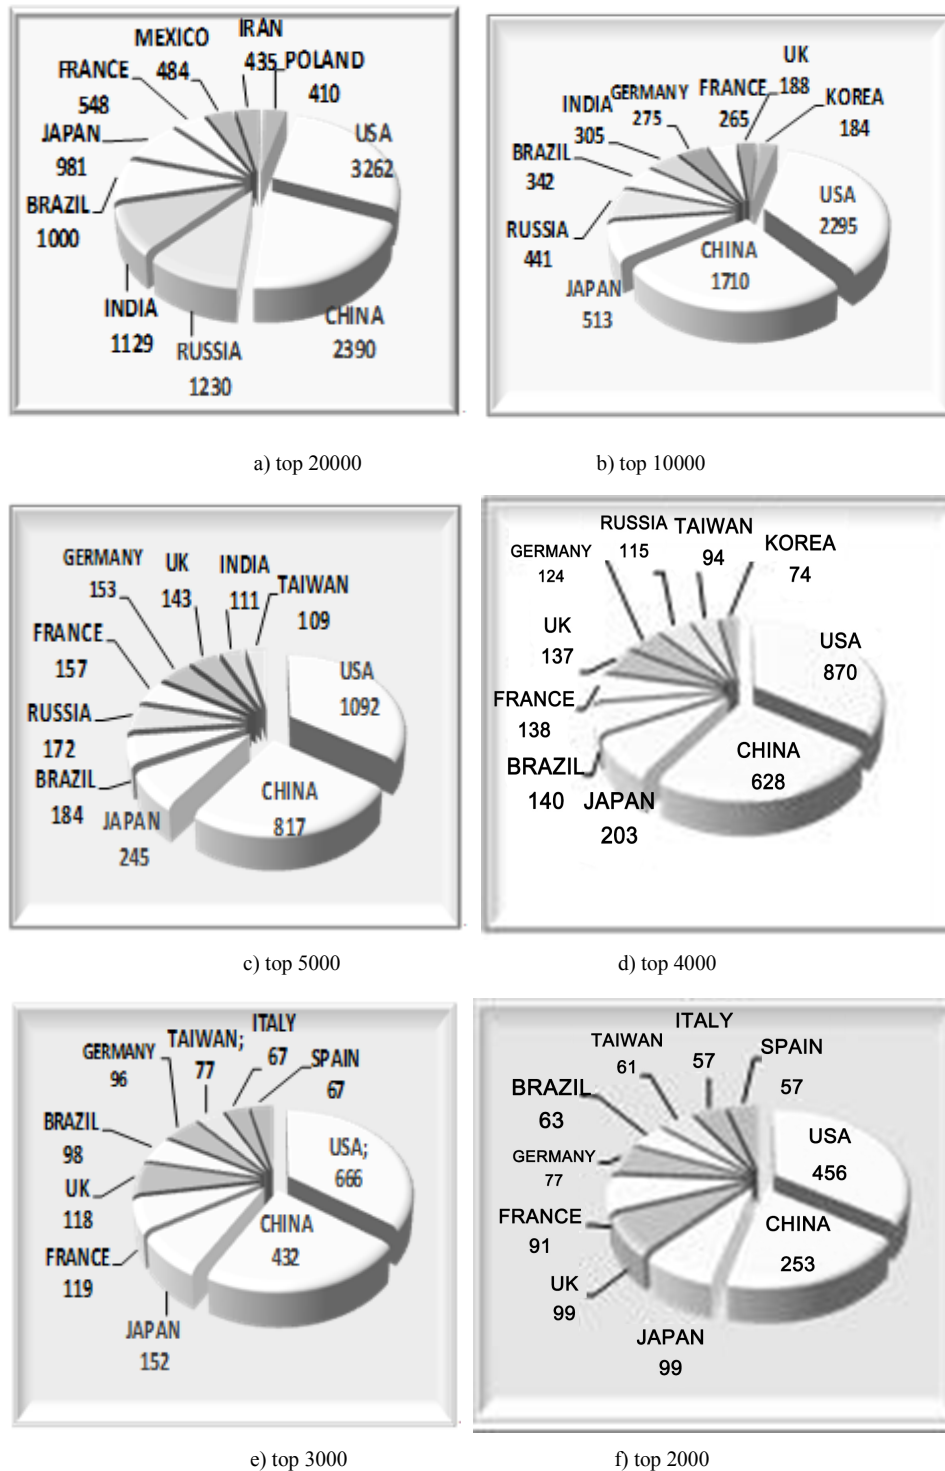 IRAN
MEXICO
435 POLAND
484
410
FRANCE
548
JAPAN
981
USA
3262
BRAZIL
1000
INDIA
1129
CHINA
2390
RUSSIA
1230
a) top 20000
UK
188
GERMANY
275
FRANCE
265
KOREA
184
INDIA
305
BRAZIL
342
USA
2295
RUSSIA
441
CHINA
1710
JAPAN
513
b) top 10000
GERMANY
153
UK
143
INDIA
111
TAIWAN
109
FRANCE
157
USA
1092
RUSSIA
172
BRAZIL
184
CHINA
817
JAPAN
245
c) top 5000
RUSSIA
115
TAIWAN
94
KOREA
74
GERMANY
124
UK
137
USA
870
FRANCE
138
CHINA
628
BRAZIL
140
JAPAN
203
d) top 4000
ITALY
67
TAIWAN;
77
GERMANY
96
SPAIN
67
BRAZIL
98
USA;
666
UK
118
CHINA
432
FRANCE
119
JAPAN
152
e) top 3000
ITALY
57
TAIWAN
61
SPAIN
57
BRAZIL
63
USA
456
GERMANY
77
FRANCE
91
CHINA
253
UK
99
JAPAN
99
f) top 2000